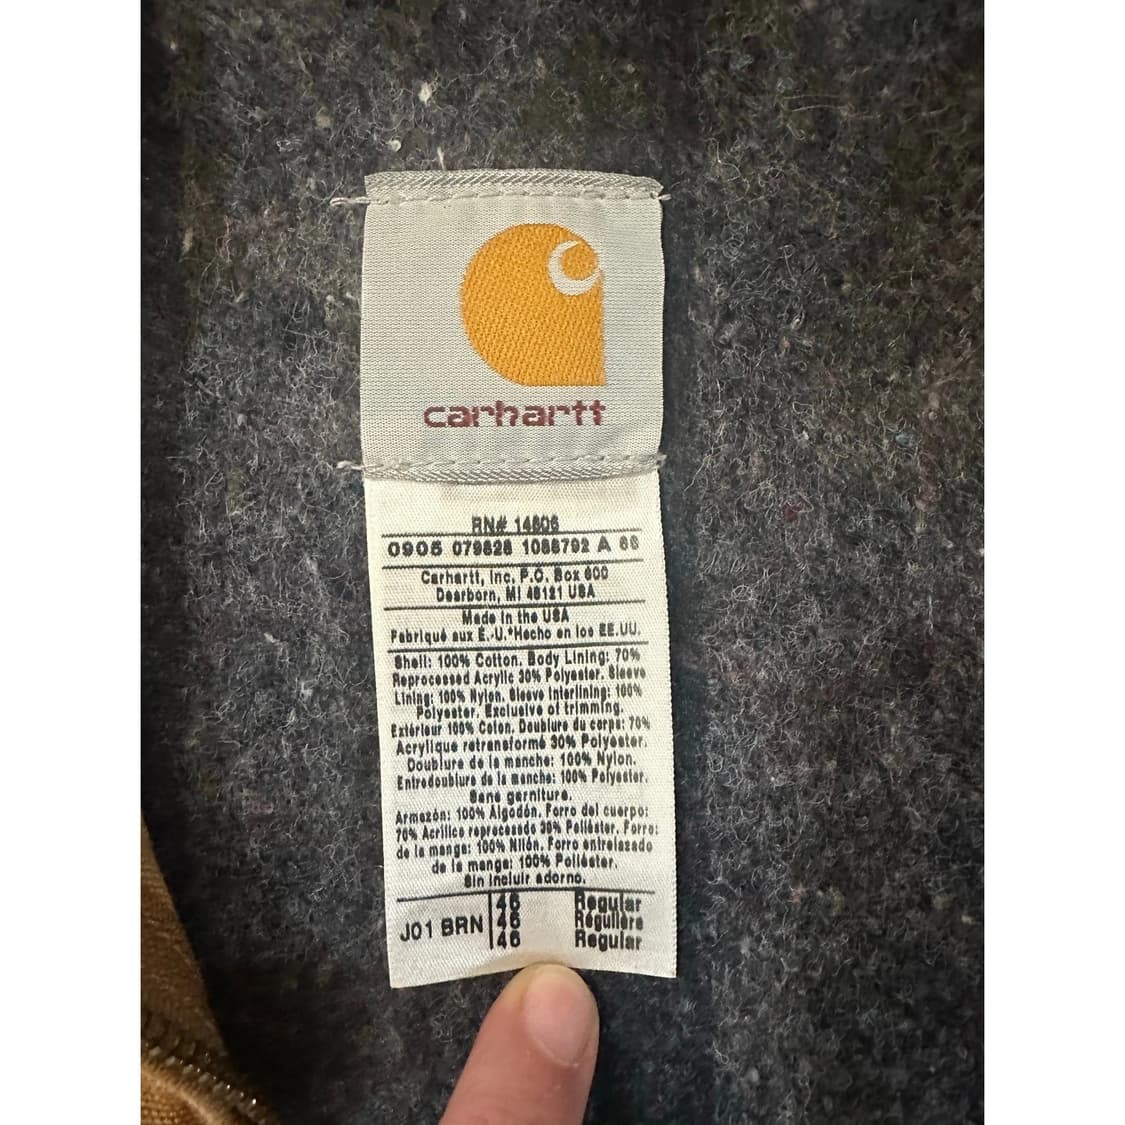 carhartt
RN# 14806
0905 079828 1088792 A 66
Carhartt, Inc. P.O. Box 600
Dearborn, MI 48121 USA
Made in the USA
Fabriqué aux É.-U.*Hecho en los EE.UU.
Shell: 100% Cotton. Body Lining: 70%
Reprocessed Acrylic 30% Polyester. Sleeve
Lining: 100% Nylon. Sleeve Interlining: 100%
Polyester. Exclusive of trimming.
Extérieur 100% Coton. Doublure du corps: 70%
Acrylique retransformé 30% Polyester.
Doublure de la manche: 100% Nylon.
Entredoublure de la manche: 100% Polyester.
Sans garniture.
Armazón: 100% Algodón. Forro del cuerpo:
70% Acrílico reprocesado 30% Poliéster. Forro:
de la manga: 100% Nilón. Forro entrelazado
de la manga: 100% Poliéster.
Sin incluir adorno.
J01 BRN
46 Regular
46 Régulière
46 Regular